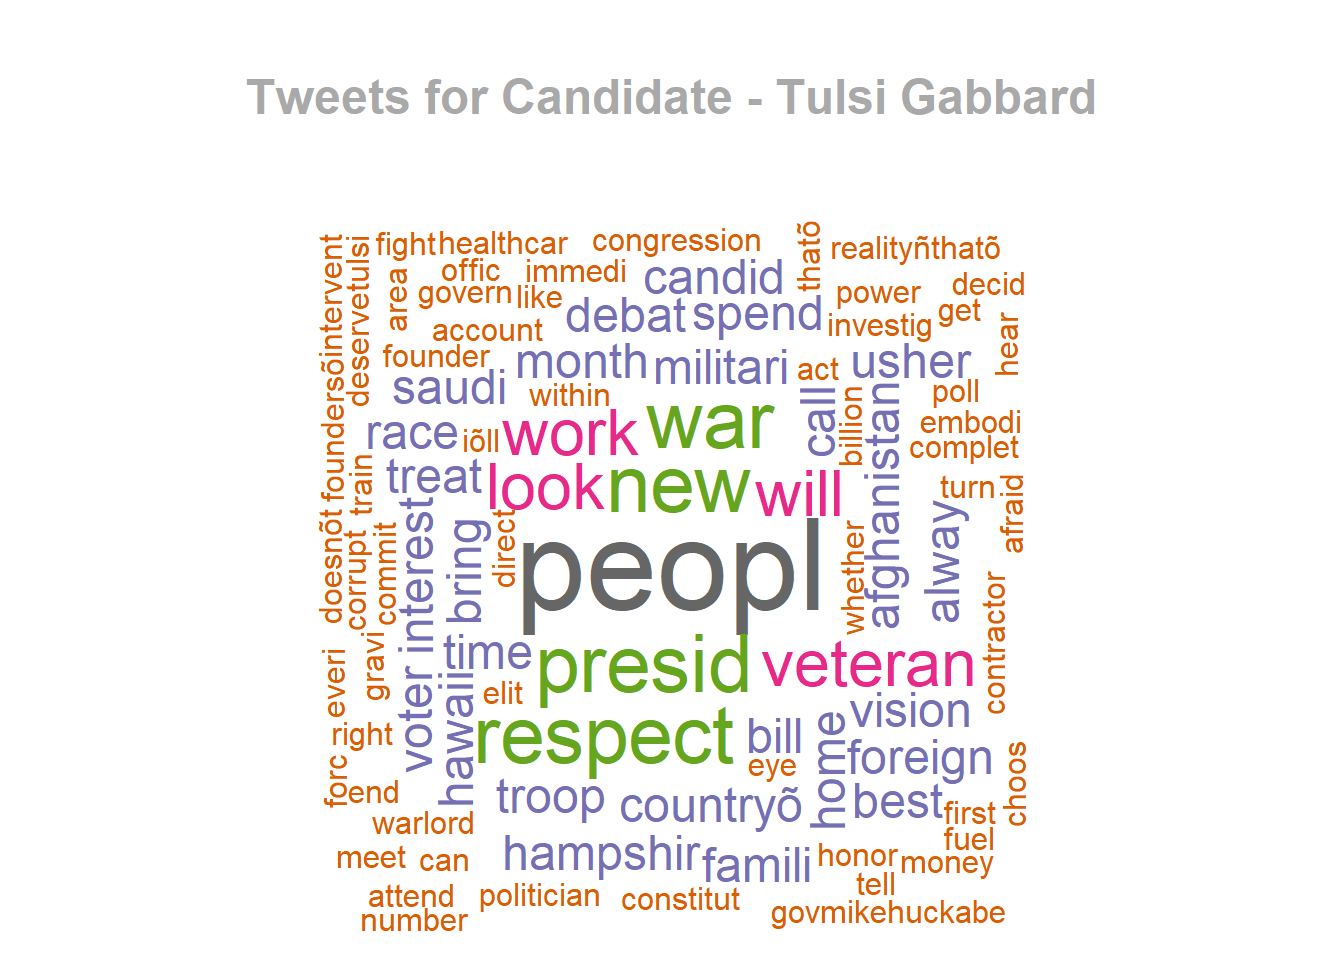 Tweets for Candidate - Tulsi Gabbard
fight
healthcar
congression
thatõ
realityñthatõ
foundersõintervent
deservetulsi
area
offic
immedi
candid
power
decid
govern
like
debat
spend
investig
get
account
hear
founder
month
militari
act
usher
saudi
within
call
billion
afghanistan
poll
race
iõll
work
war
embodi
complet
treat
train
look
new
will
turn
afraid
doesnõt
corrupt
commit
interest
bring
direct
peopl
whether
alway
contractor
everi
gravi
voter
time
presid
veteran
hawaii
elit
right
respect
bill
home
vision
eye
foreign
choos
forc
end
troop
countryõ
best
first
warlord
fuel
meet
can
hampshir
famili
honor
money
attend
politician
constitut
tell
number
govmikehuckabe